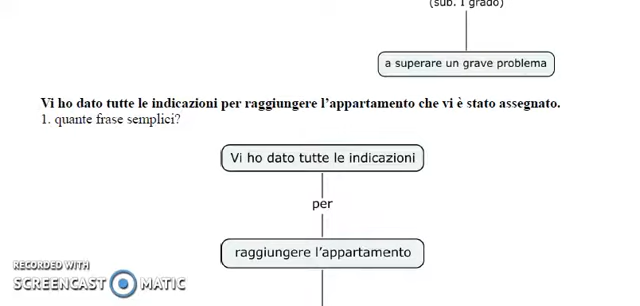 (sub. 1 grado)
a superare un grave problema
Vi ho dato tutte le indicazioni per raggiungere l'appartamento che vi è stato assegnato.
1. quante frase semplici?
Vi ho dato tutte le indicazioni
per
raggiungere l'appartamento
RECORDED WITH
SCREENCAST MATIC